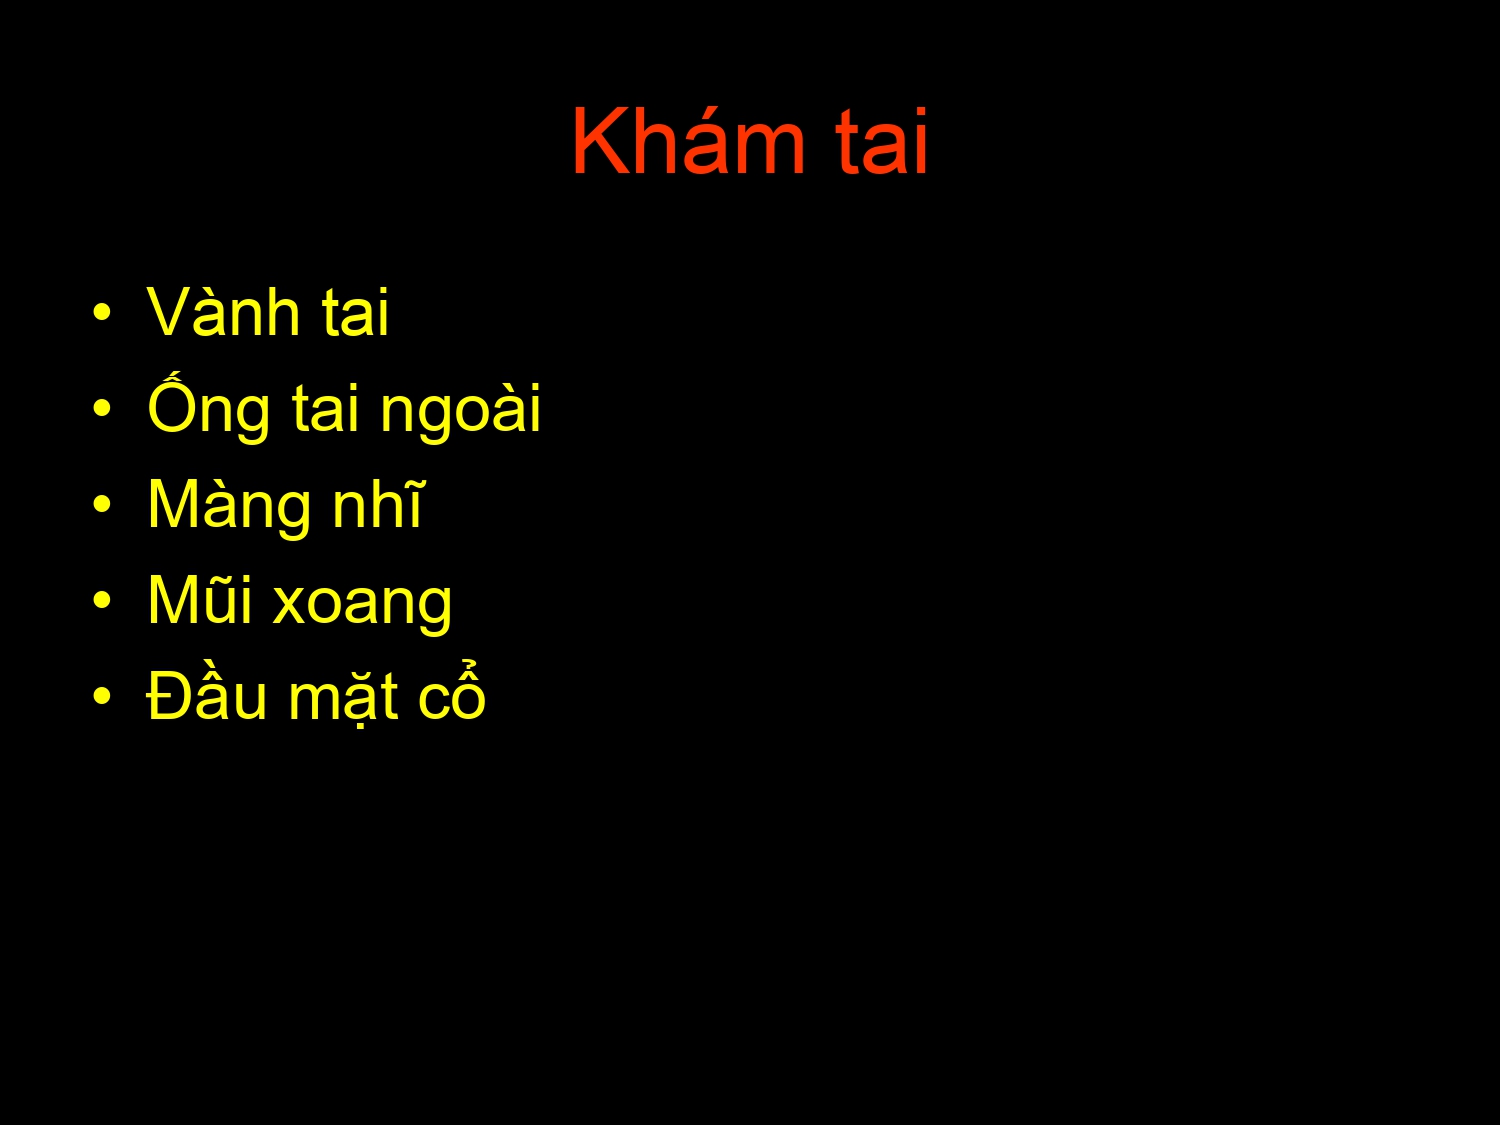 Khám tai
• Vành tai
• Ống tai ngoài
• Màng nhĩ
• Mũi xoang
• Đầu mặt cổ